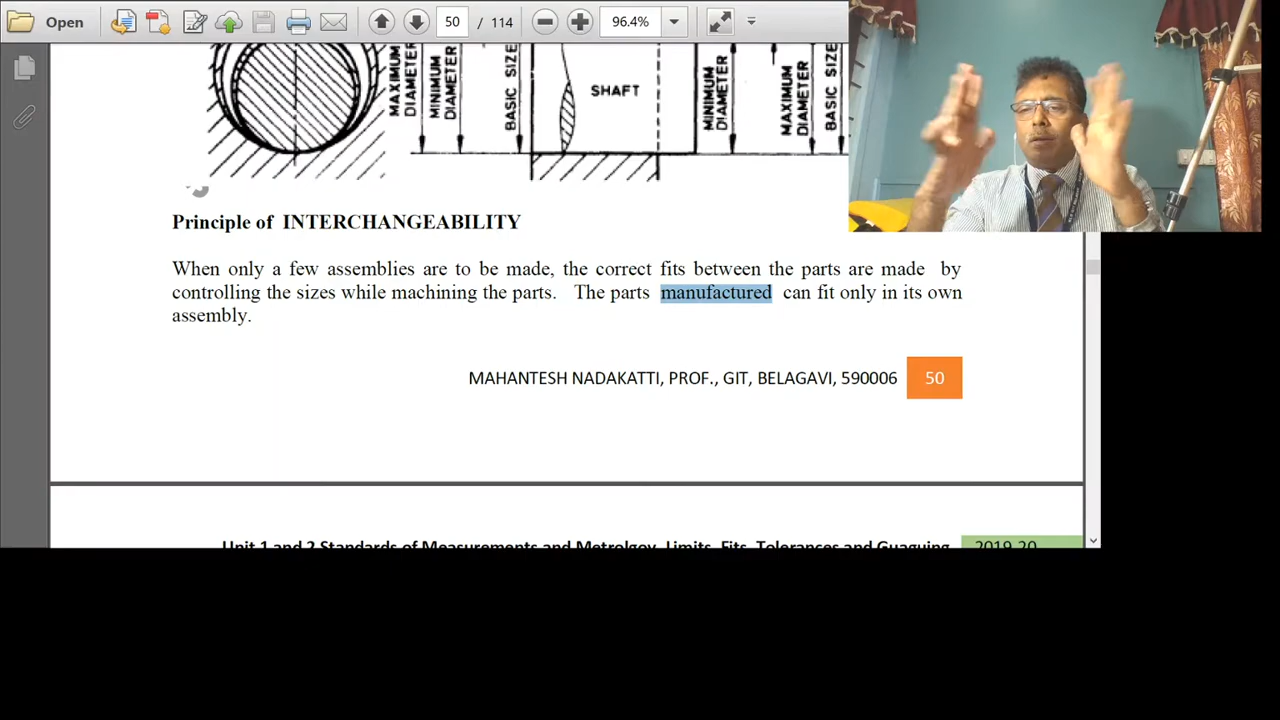 Open
50 / 114
96.4%
MAXIMUM
DIAMETER
MINIMUM
DIAMETER
BASIC SIZE
SHAFT
MINIMUM
DIAMETER
MAXIMUM
DIAMETER
BASIC SIZE
Principle of INTERCHANGEABILITY
When only a few assemblies are to be made, the correct fits between the parts are made by
controlling the sizes while machining the parts. The parts manufactured can fit only in its own
assembly.
MAHANTESH NADAKATTI, PROF., GIT, BELAGAVI, 590006 50
Unit 1 and 2 Standards of Measurements and Metrolgoy, Limits, Fits, Tolerances and Guaguing 2019-20